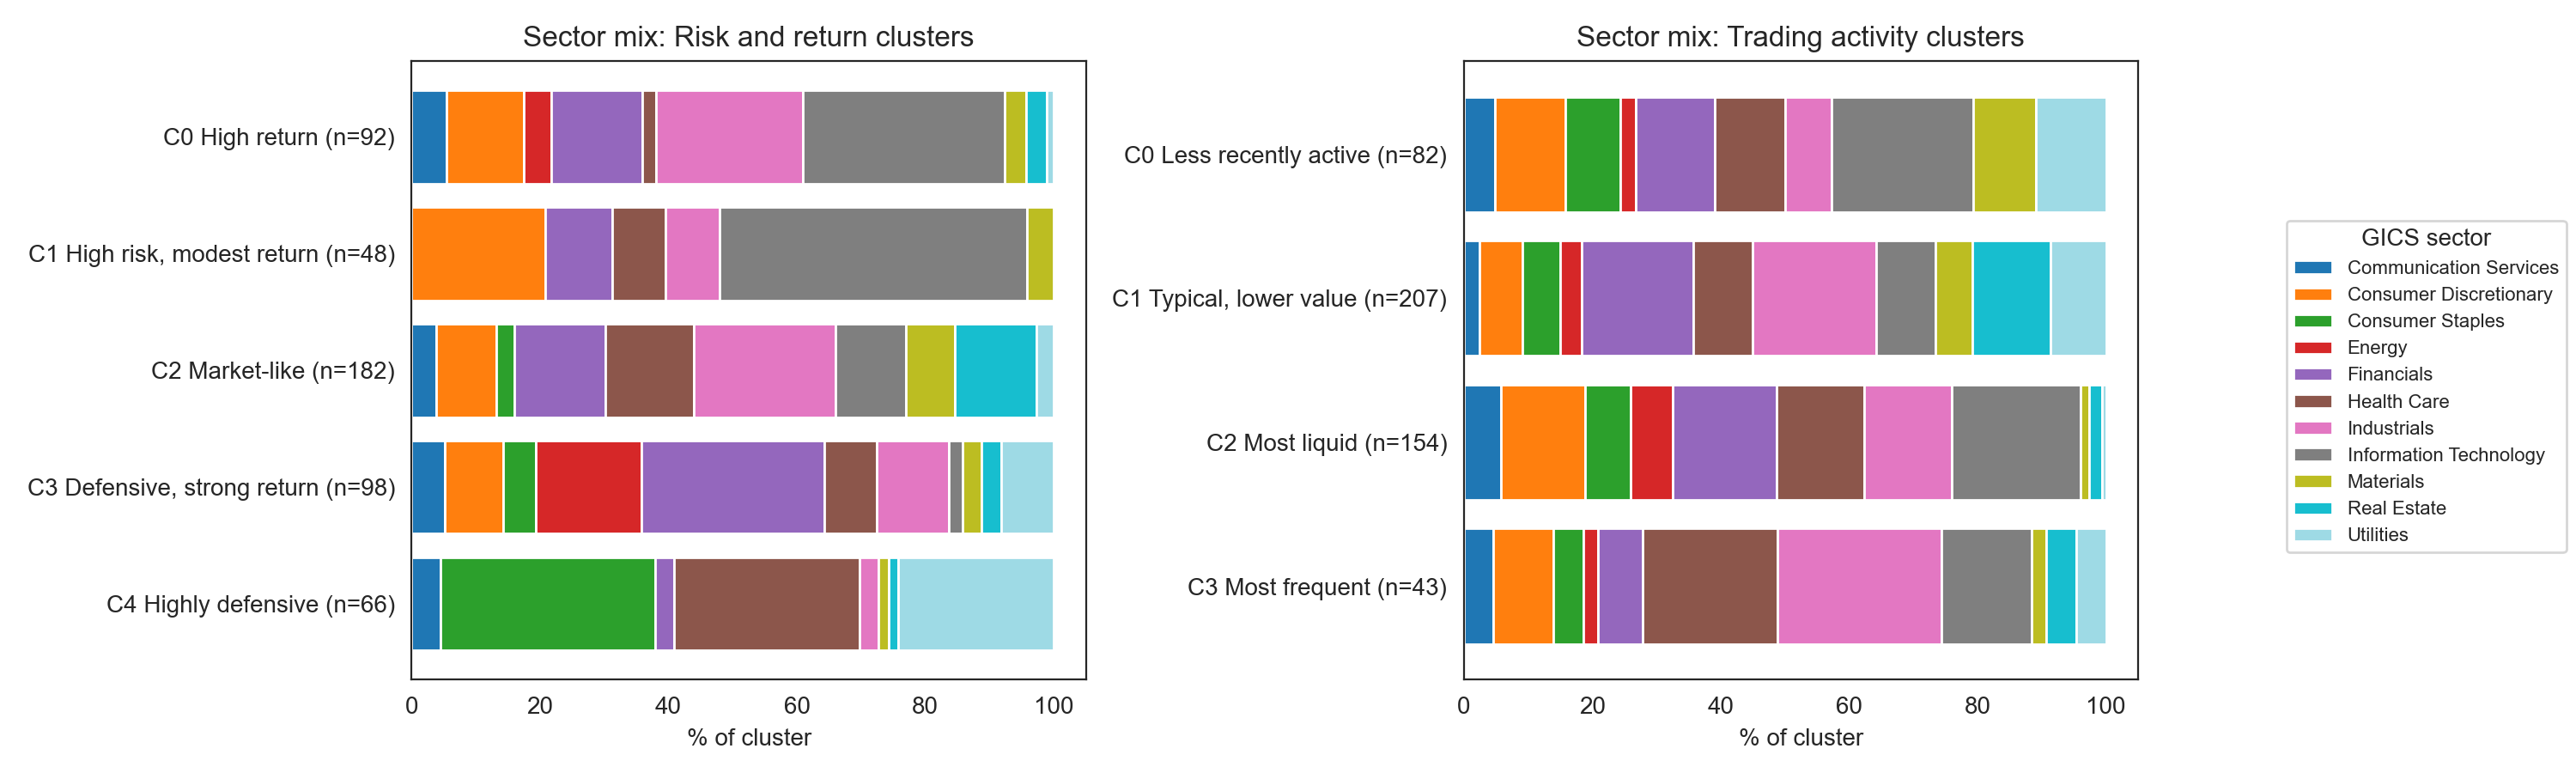 Sector mix: Risk and return clusters
C0 High return (n=92)
C1 High risk, modest return (n=48)
C2 Market-like (n=182)
C3 Defensive, strong return (n=98)
C4 Highly defensive (n=66)
0 20 40 60 80 100
% of cluster
Sector mix: Trading activity clusters
C0 Less recently active (n=82)
C1 Typical, lower value (n=207)
C2 Most liquid (n=154)
C3 Most frequent (n=43)
0 20 40 60 80 100
% of cluster
GICS sector
Communication Services
Consumer Discretionary
Consumer Staples
Energy
Financials
Health Care
Industrials
Information Technology
Materials
Real Estate
Utilities